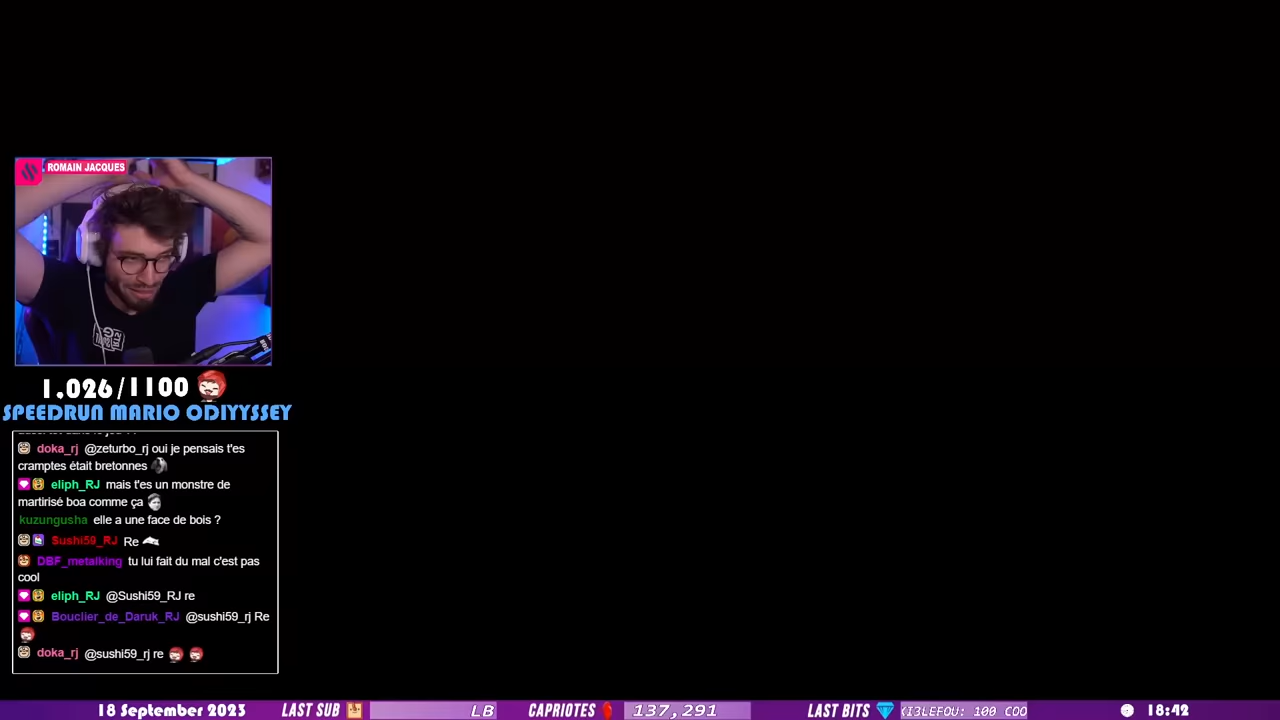 ROMAIN JACQUES
1.026/1100
SPEEDRUN MARIO ODIYYSSEY
doka_rj @zeturbo_rj oui je pensais t'es
cramptes était bretonnes
eliph_RJ mais t'es un monstre de
martirisé boa comme ça
kuzungusha elle a une face de bois ?
Sushi59_RJ Re
DBF_metalking tu lui fait du mal c'est pas
cool
eliph_RJ @Sushi59_RJ re
Bouclier_de_Daruk_RJ @sushi59_rj Re
doka_rj @sushi59_rj re
18 September 2023 LAST SUB LB CAPRIOTES 137,291 LAST BITS I3LEFOU: 100 COO 18:42